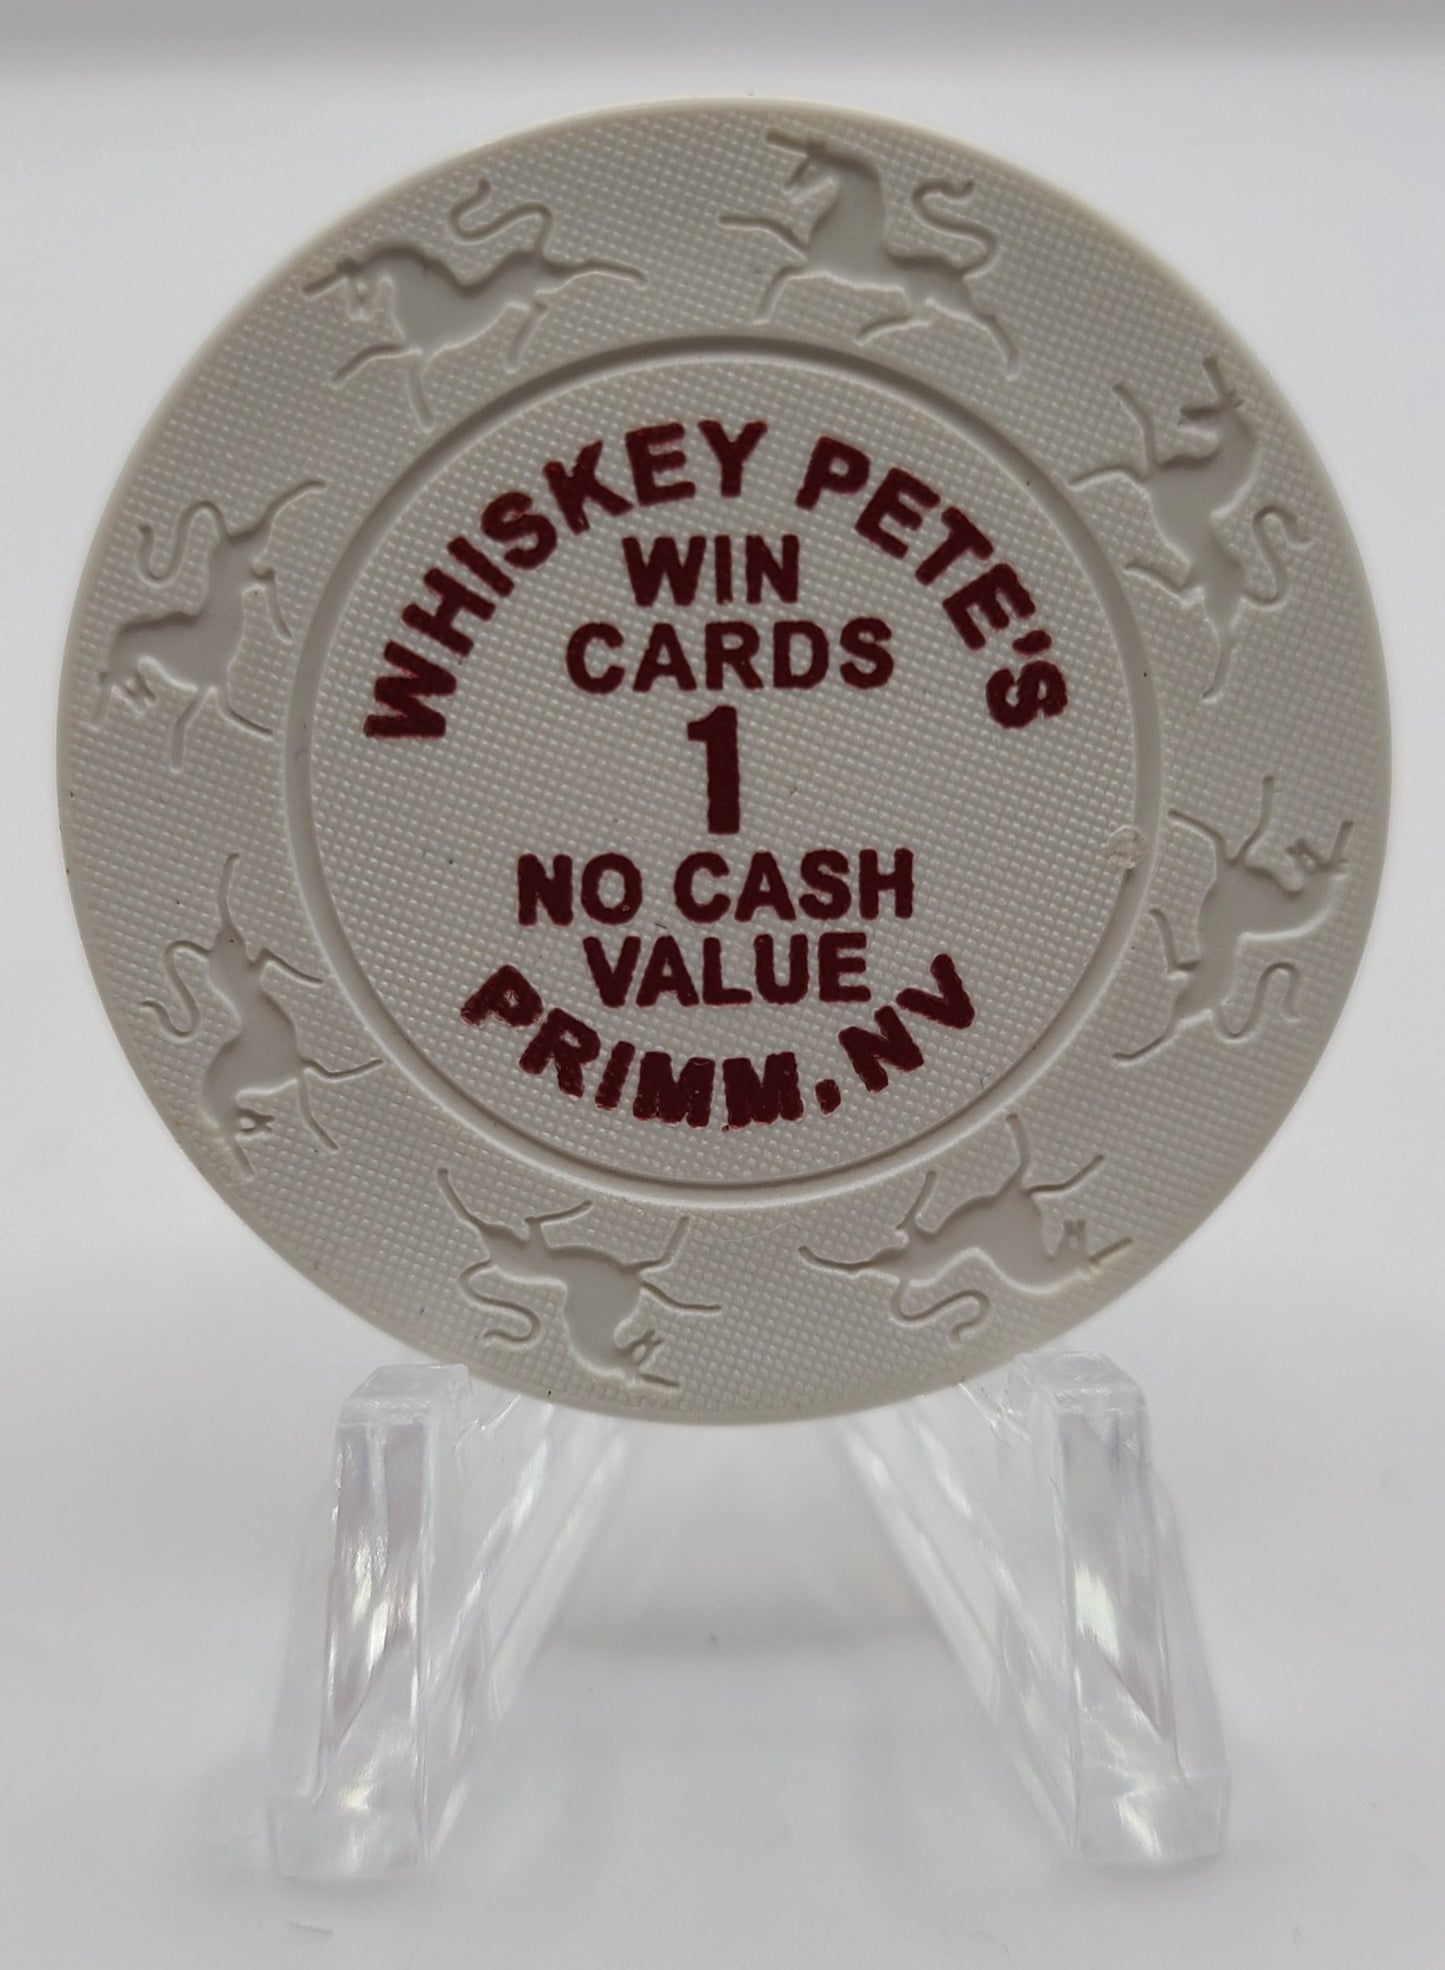 WHISKEY PETE'S
WIN
CARDS
1
NO CASH
VALUE
PRIMM, NV